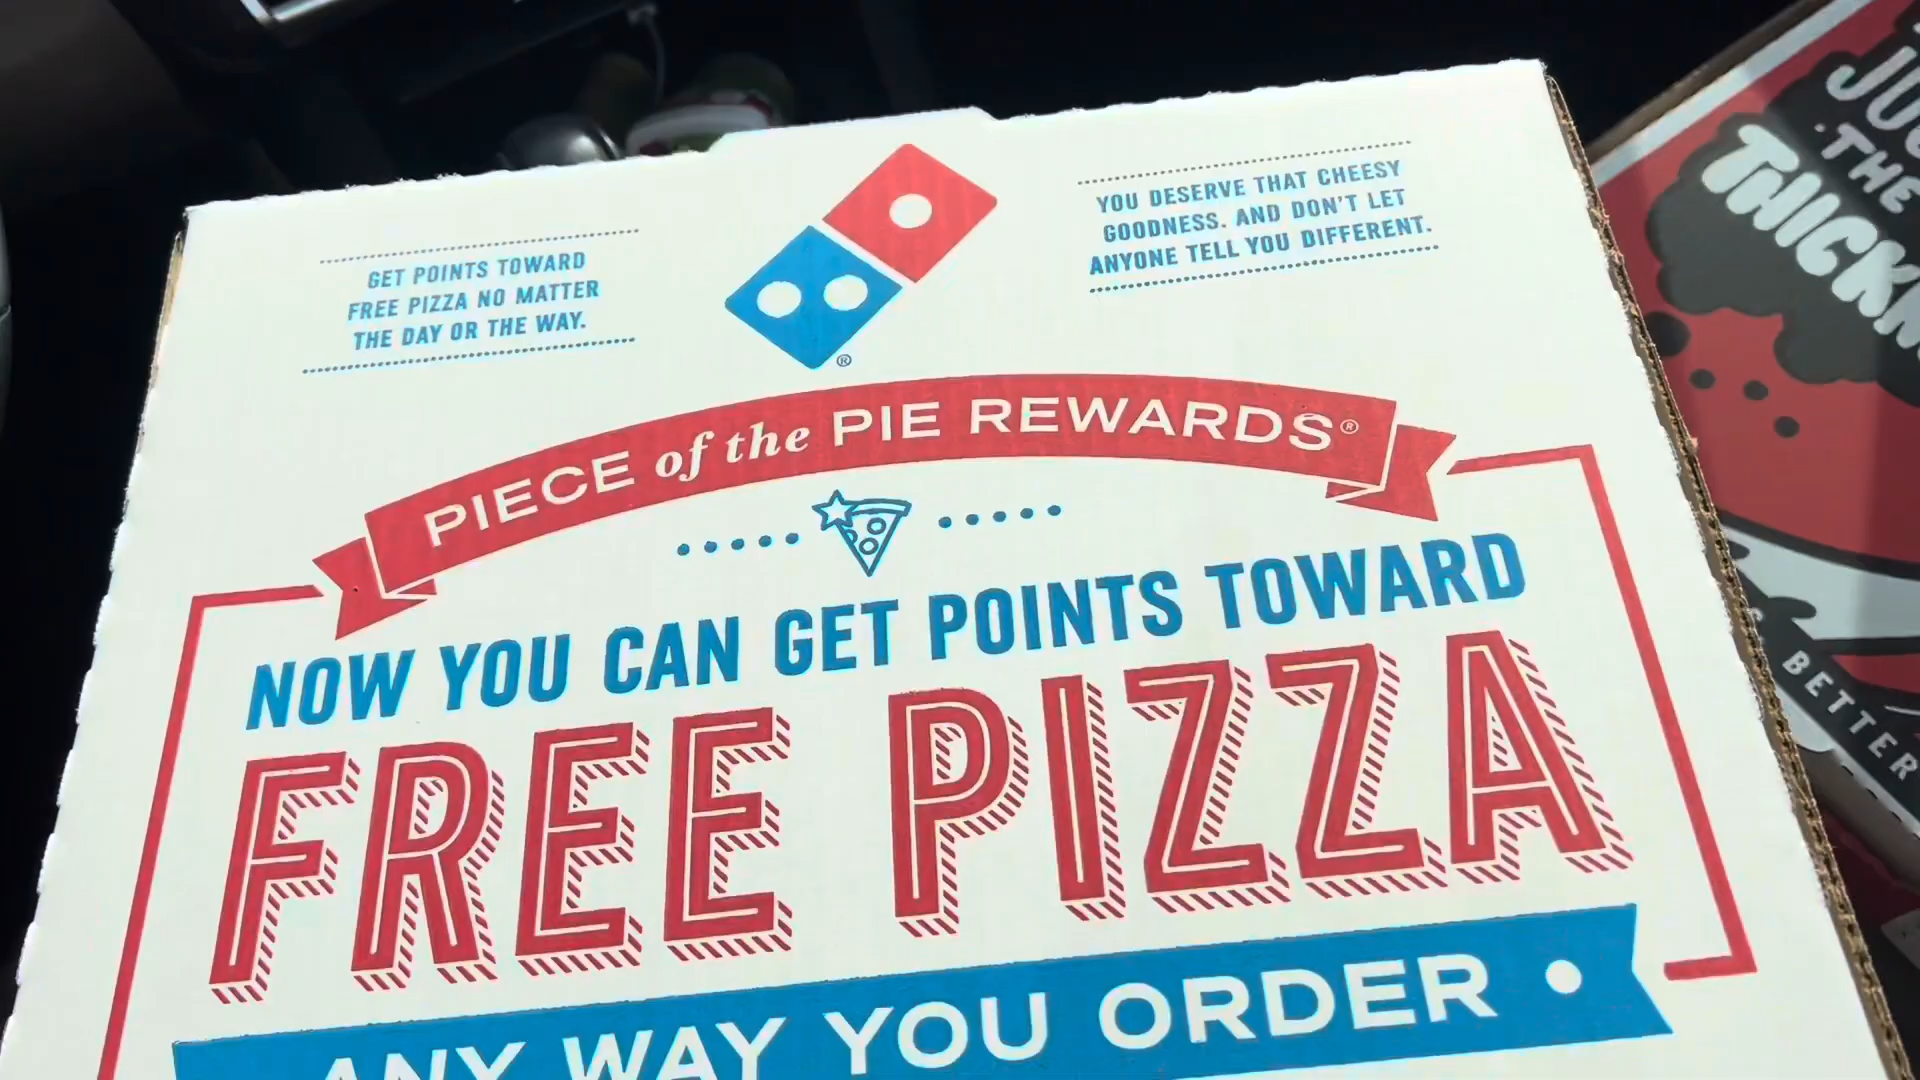 GET POINTS TOWARD
FREE PIZZA NO MATTER
THE DAY OR THE WAY.
YOU DESERVE THAT CHEESY
GOODNESS. AND DON'T LET
ANYONE TELL YOU DIFFERENT.
®
PIECE of the PIE REWARDS®
NOW YOU CAN GET POINTS TOWARD
FREE PIZZA
ANY WAY YOU ORDER •
THE
BETTER